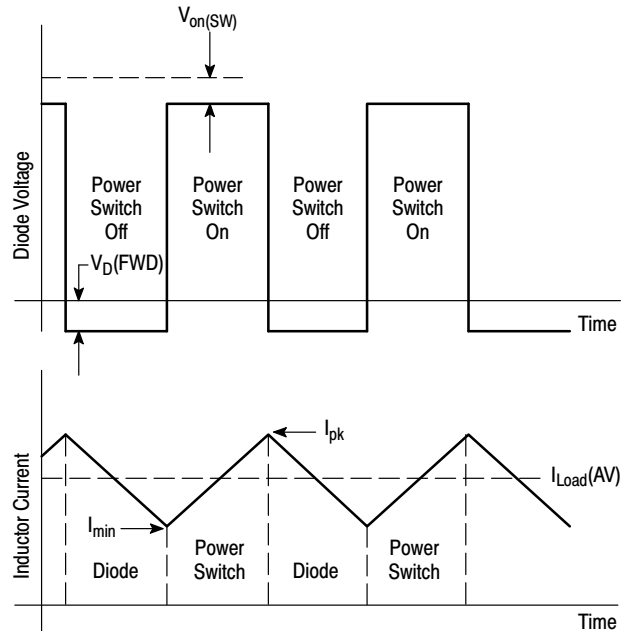 V_on(SW)
Diode Voltage
Power
Switch
Off
Power
Switch
On
Power
Switch
Off
Power
Switch
On
V_D(FWD)
Time
Inductor Current
I_pk
I_Load(AV)
I_min
Diode
Power
Switch
Diode
Power
Switch
Time